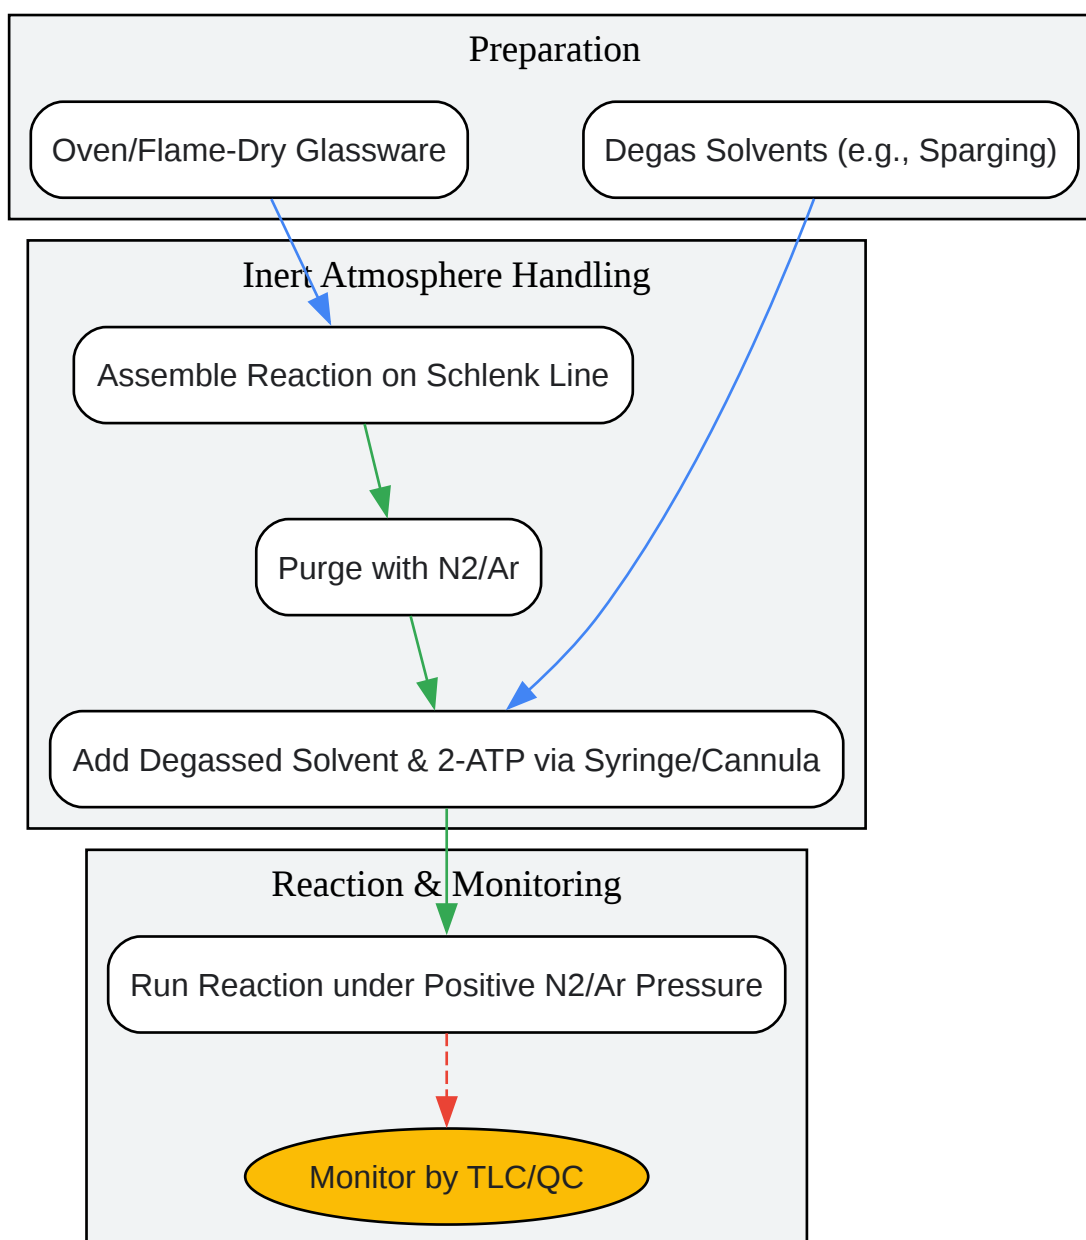 Preparation
Oven/Flame-Dry Glassware
Degas Solvents (e.g., Sparging)
Inert Atmosphere Handling
Assemble Reaction on Schlenk Line
Purge with N2/Ar
Add Degassed Solvent & 2-ATP via Syringe/Cannula
Reaction & Monitoring
Run Reaction under Positive N2/Ar Pressure
Monitor by TLC/QC